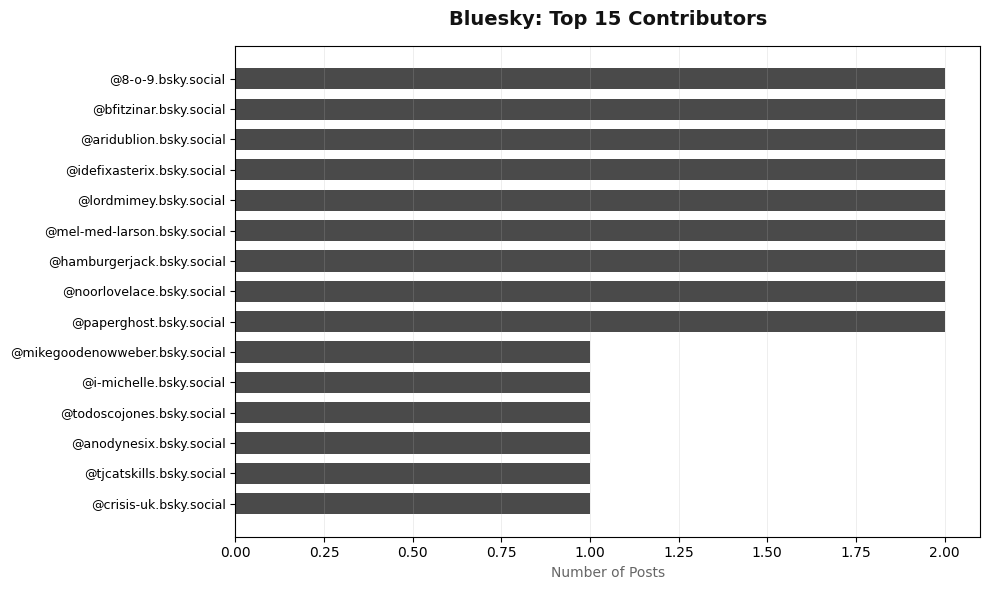 Bluesky: Top 15 Contributors
@8-o-9.bsky.social
@bfitzinar.bsky.social
@aridublion.bsky.social
@idefixasterix.bsky.social
@lordmimey.bsky.social
@mel-med-larson.bsky.social
@hamburgerjack.bsky.social
@noorlovelace.bsky.social
@paperghost.bsky.social
@mikegoodenowweber.bsky.social
@i-michelle.bsky.social
@todoscojones.bsky.social
@anodynesix.bsky.social
@tjcatskills.bsky.social
@crisis-uk.bsky.social
0.00 0.25 0.50 0.75 1.00 1.25 1.50 1.75 2.00
Number of Posts